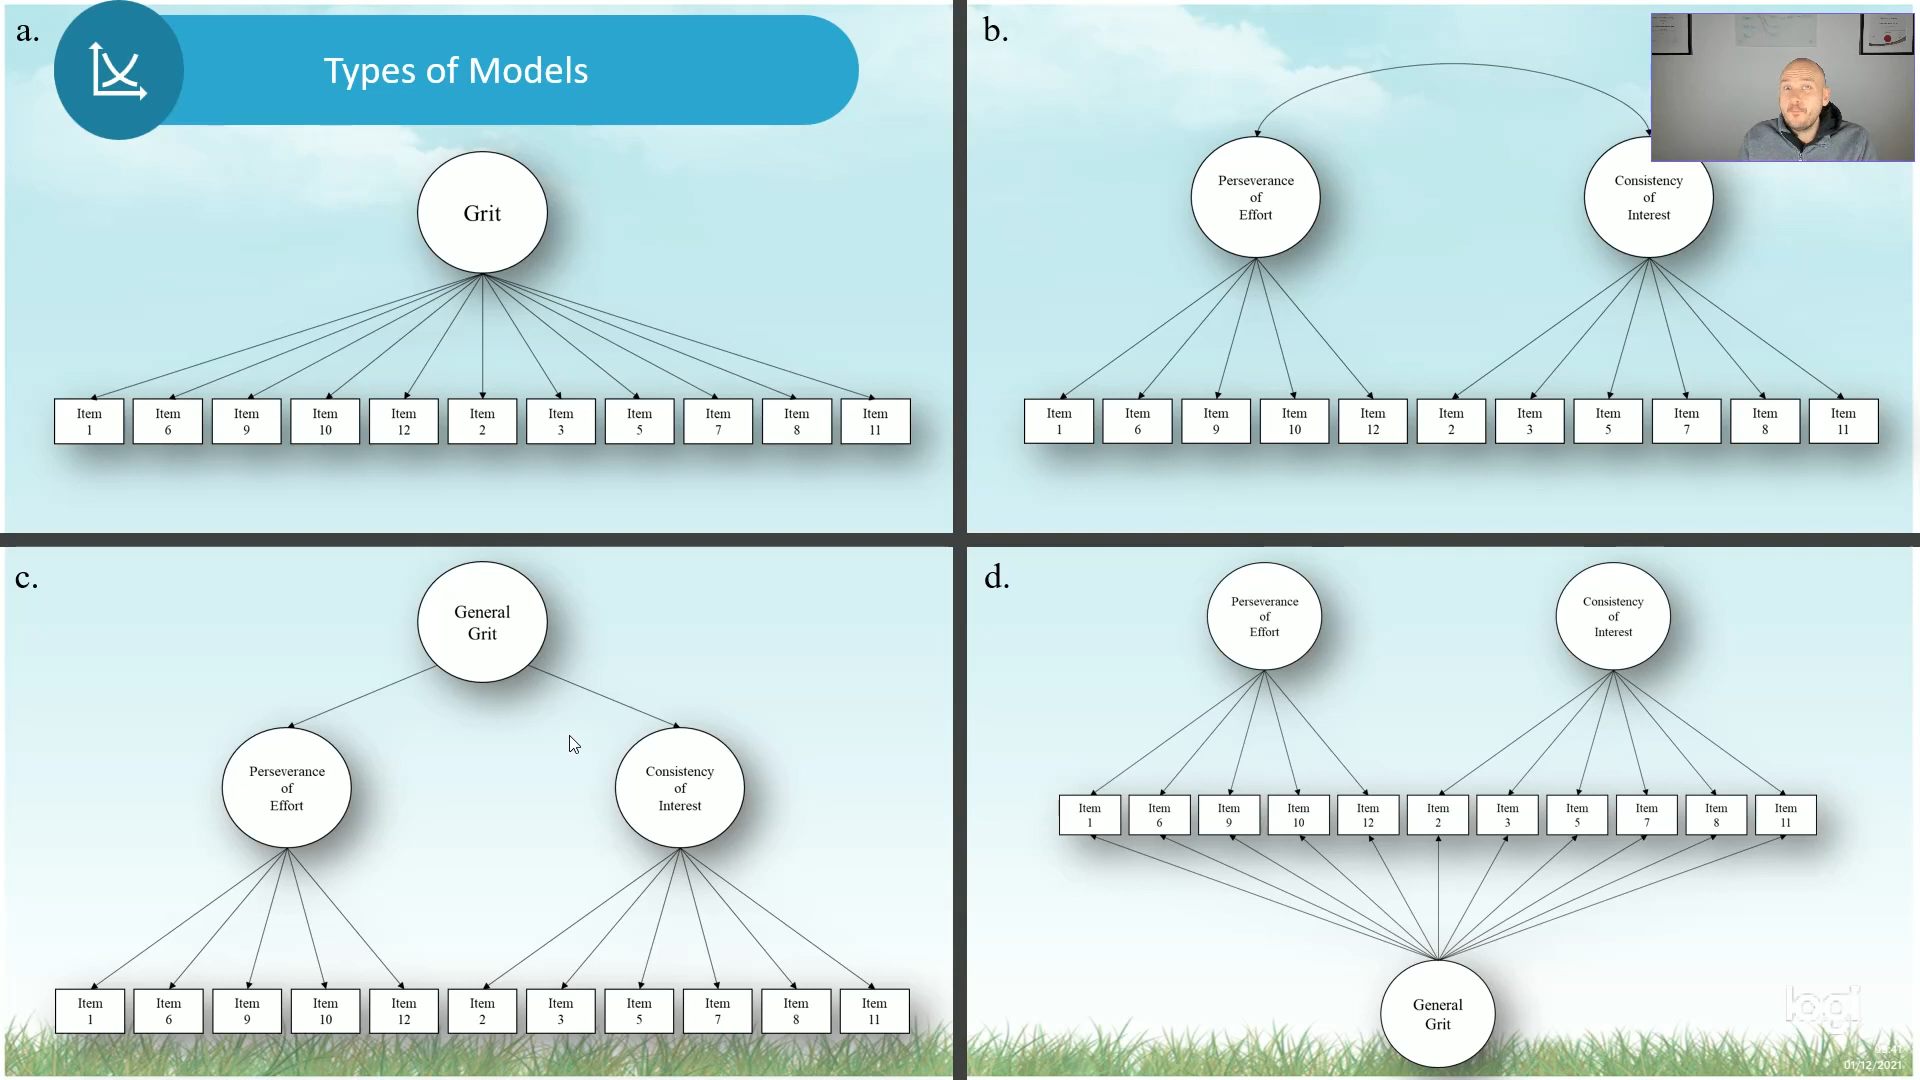 a.
Types of Models
Grit
Item Item Item Item Item Item Item Item Item Item Item
1 6 9 10 12 2 3 5 7 8 11
b.
Perseverance
of
Effort
Consistency
of
Interest
Item Item Item Item Item Item Item Item Item Item Item
1 6 9 10 12 2 3 5 7 8 11
c.
General
Grit
Perseverance
of
Effort
Consistency
of
Interest
Item Item Item Item Item Item Item Item Item Item Item
1 6 9 10 12 2 3 5 7 8 11
d.
Perseverance
of
Effort
Consistency
of
Interest
Item Item Item Item Item Item Item Item Item Item Item
1 6 9 10 12 2 3 5 7 8 11
General
Grit
logi
01/12/2021